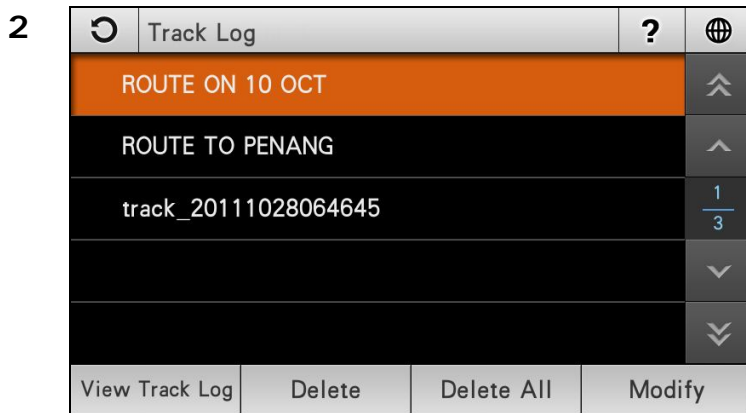 2
Track Log ?
ROUTE ON 10 OCT
ROUTE TO PENANG
track_20111028064645
1
3
View Track Log Delete Delete All Modify